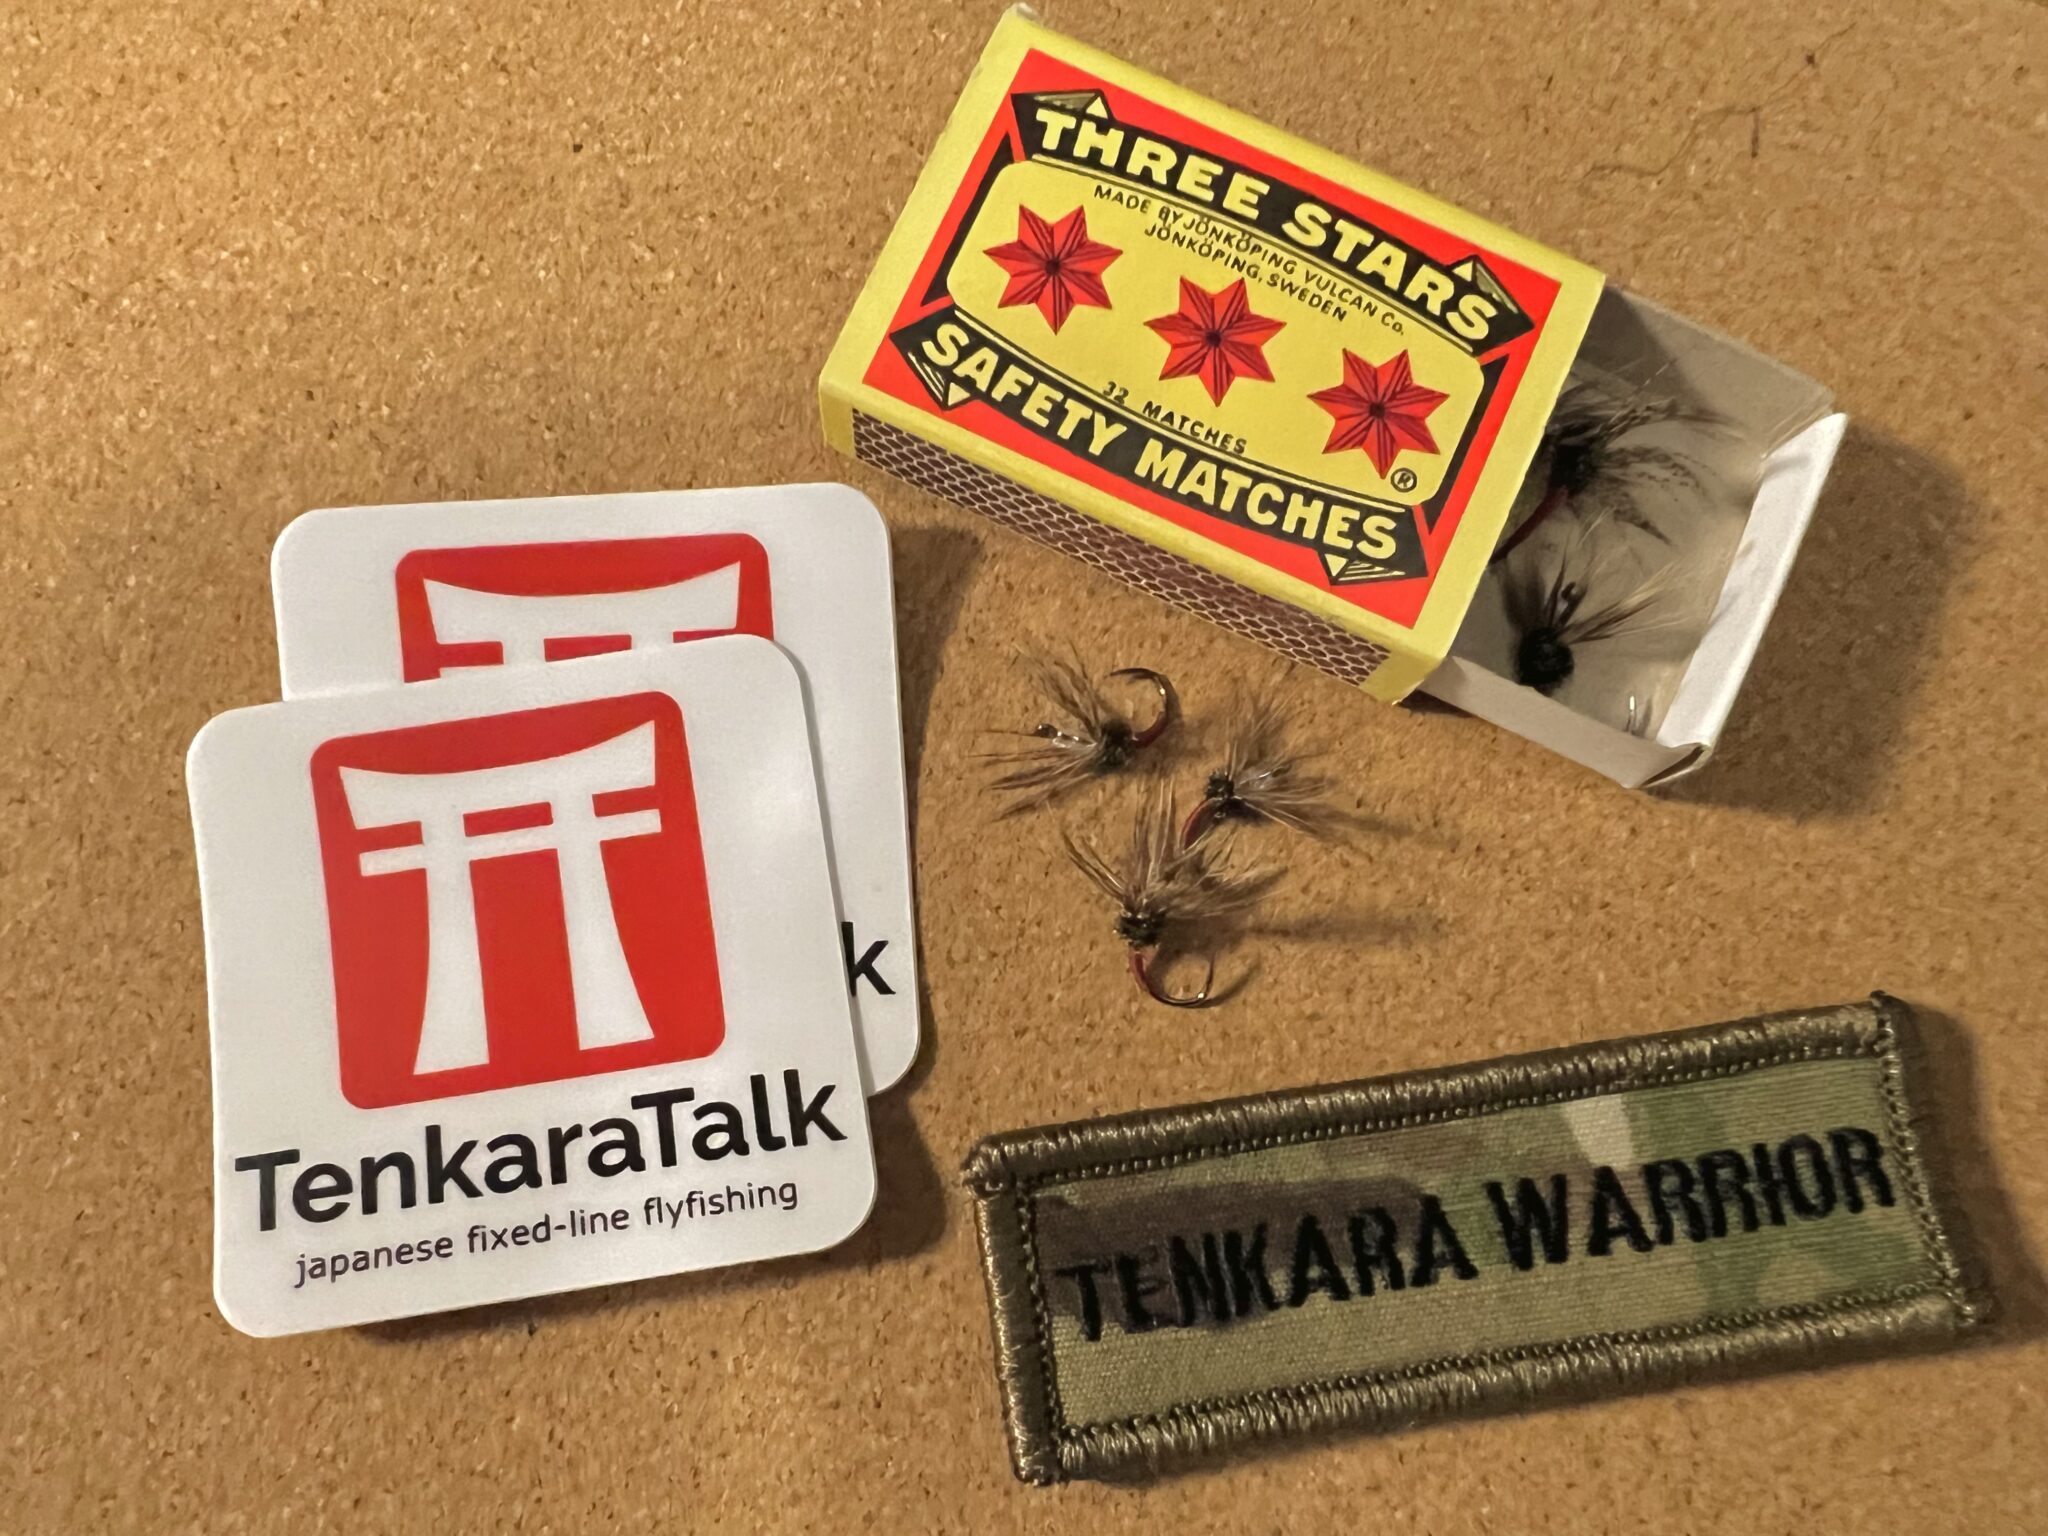 THREE STARS
MADE BY JÖNKÖPING VULCAN Co.
JÖNKÖPING, SWEDEN
32 MATCHES
SAFETY MATCHES
®
k
TenkaraTalk
japanese fixed-line flyfishing
TENKARA WARRIOR